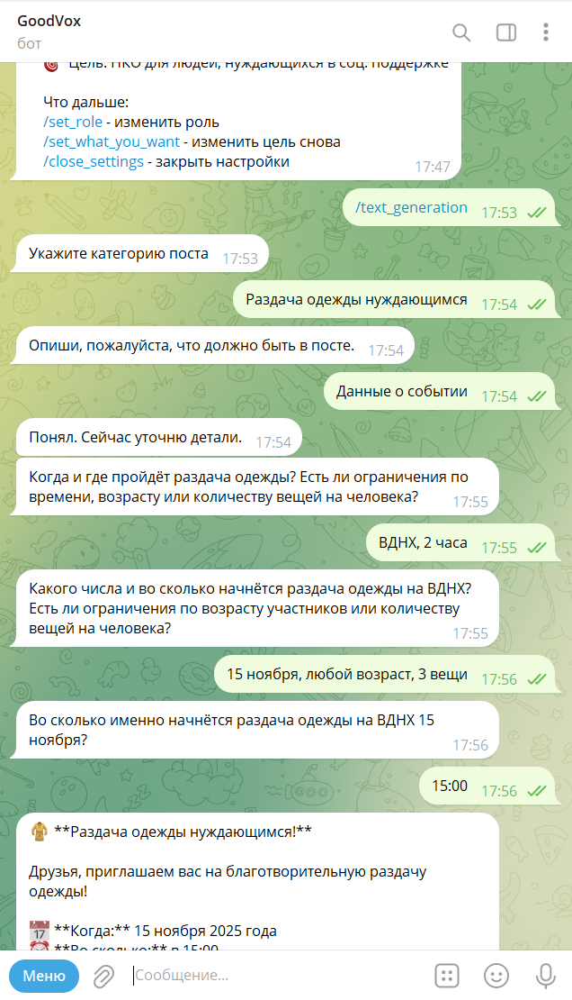 GoodVox
бот
Цель: НКО для людей, нуждающихся в соц. поддержке
Что дальше:
/set_role - изменить роль
/set_what_you_want - изменить цель снова
/close_settings - закрыть настройки
17:47
/text_generation
17:53
Укажите категорию поста
17:53
Раздача одежды нуждающимся
17:54
Опиши, пожалуйста, что должно быть в посте.
17:54
Данные о событии
17:54
Понял. Сейчас уточню детали.
17:54
Когда и где пройдёт раздача одежды? Есть ли ограничения по
времени, возрасту или количеству вещей на человека?
17:55
ВДНХ, 2 часа
17:55
Какого числа и во сколько начнётся раздача одежды на ВДНХ?
Есть ли ограничения по возрасту участников или количеству
вещей на человека?
17:55
15 ноября, любой возраст, 3 вещи
17:56
Во сколько именно начнётся раздача одежды на ВДНХ 15
ноября?
17:56
15:00
17:56
**Раздача одежды нуждающимся!**
Друзья, приглашаем вас на благотворительную раздачу
одежды!
17 **Когда:** 15 ноября 2025 года
**Во сколько:** в 15:00
Меню
Сообщение...